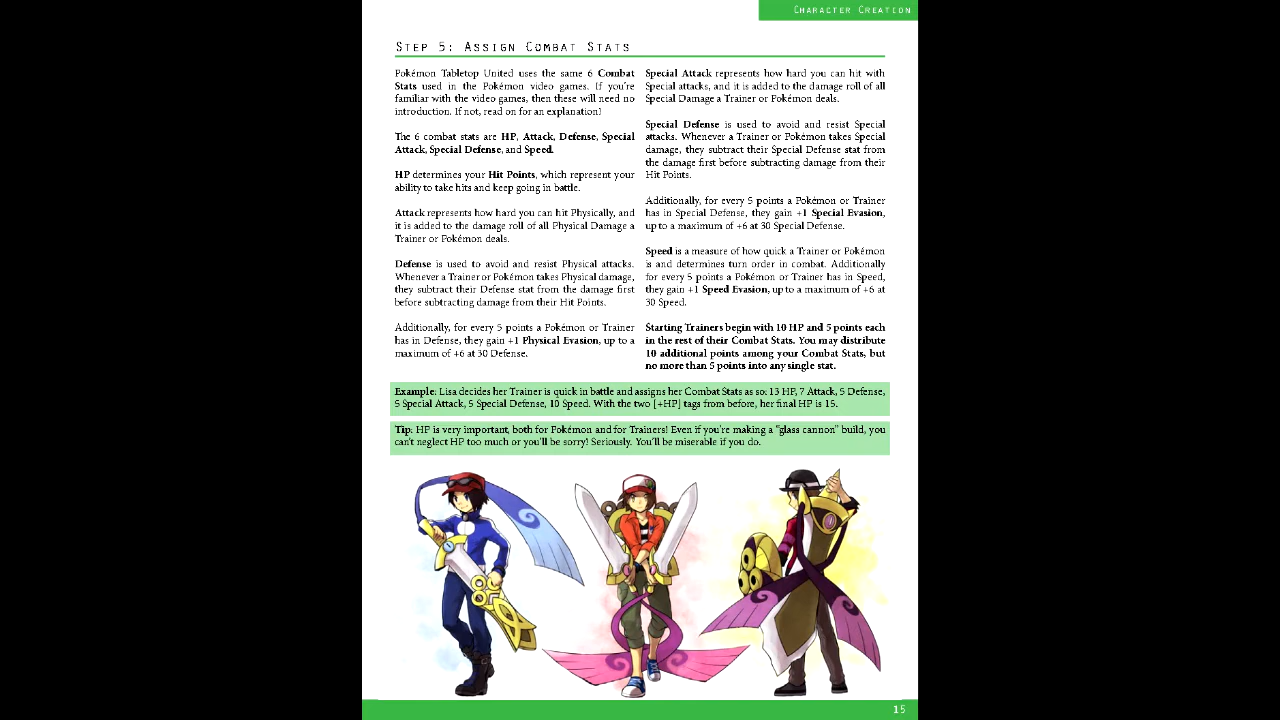 Character Creation
Step 5: Assign Combat Stats
Pokémon Tabletop United uses the same 6 Combat
Stats used in the Pokémon video games. If you're
familiar with the video games, then these will need no
introduction. If not, read on for an explanation!
The 6 combat stats are HP, Attack, Defense, Special
Attack, Special Defense, and Speed.
HP determines your Hit Points, which represent your
ability to take hits and keep going in battle.
Attack represents how hard you can hit Physically, and
it is added to the damage roll of all Physical Damage a
Trainer or Pokémon deals.
Defense is used to avoid and resist Physical attacks.
Whenever a Trainer or Pokémon takes Physical damage,
they subtract their Defense stat from the damage first
before subtracting damage from their Hit Points.
Additionally, for every 5 points a Pokémon or Trainer
has in Defense, they gain +1 Physical Evasion, up to a
maximum of +6 at 30 Defense.
Special Attack represents how hard you can hit with
Special attacks, and it is added to the damage roll of all
Special Damage a Trainer or Pokémon deals.
Special Defense is used to avoid and resist Special
attacks. Whenever a Trainer or Pokémon takes Special
damage, they subtract their Special Defense stat from
the damage first before subtracting damage from their
Hit Points.
Additionally, for every 5 points a Pokémon or Trainer
has in Special Defense, they gain +1 Special Evasion,
up to a maximum of +6 at 30 Special Defense.
Speed is a measure of how quick a Trainer or Pokémon
is and determines turn order in combat. Additionally
for every 5 points a Pokémon or Trainer has in Speed,
they gain +1 Speed Evasion, up to a maximum of +6 at
30 Speed.
Starting Trainers begin with 10 HP and 5 points each
in the rest of their Combat Stats. You may distribute
10 additional points among your Combat Stats, but
no more than 5 points into any single stat.
Example: Lisa decides her Trainer is quick in battle and assigns her Combat Stats as so: 13 HP, 7 Attack, 5 Defense,
5 Special Attack, 5 Special Defense, 10 Speed. With the two [+HP] tags from before, her final HP is 15.
Tip: HP is very important, both for Pokémon and for Trainers! Even if you're making a "glass cannon" build, you
can't neglect HP too much or you'll be sorry! Seriously. You'll be miserable if you do.
15